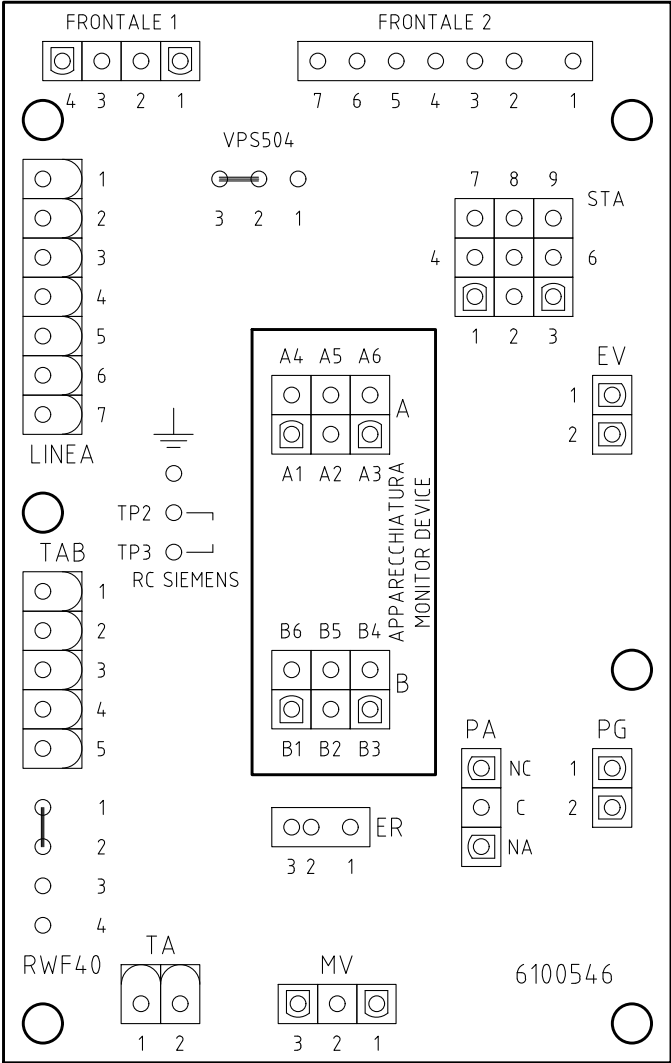 FRONTALE 1
FRONTALE 2
4 3 2 1
7 6 5 4 3 2 1
VPS504
3 2 1
1
2
3
4
5
6
7
LINEA
7 8 9
STA
4 6
1 2 3
EV
1
2
A4 A5 A6
A
A1 A2 A3
APPARECCHIATURA
MONITOR DEVICE
B6 B5 B4
B
B1 B2 B3
TP2
TP3
RC SIEMENS
TAB
1
2
3
4
5
PA
NC
C
NA
PG
1
2
ER
3 2 1
1
2
3
4
RWF40
TA
1 2
MV
3 2 1
6100546